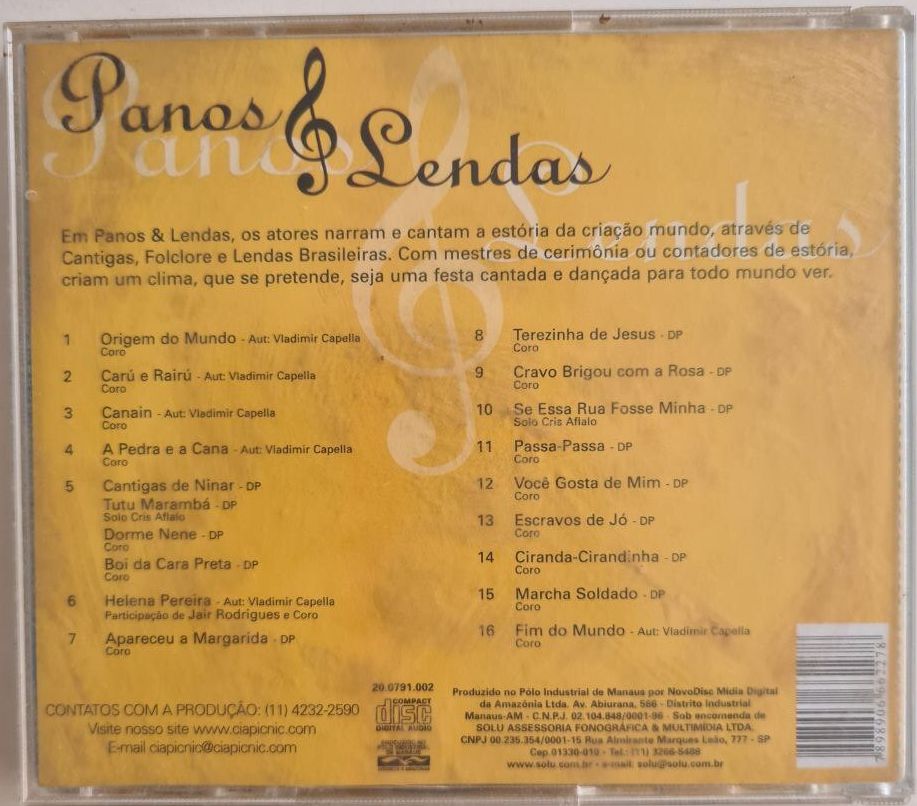 Panos & Lendas
Em Panos & Lendas, os atores narram e cantam a estória da criação mundo, através de
Cantigas, Folclore e Lendas Brasileiras. Com mestres de cerimônia ou contadores de estória,
criam um clima, que se pretende, seja uma festa cantada e dançada para todo mundo ver.
1 Origem do Mundo - Aut: Vladimir Capella
Coro
2 Carú e Rairú - Aut: Vladimir Capella
Coro
3 Canain - Aut: Vladimir Capella
Coro
4 A Pedra e a Cana - Aut: Vladimir Capella
Coro
5 Cantigas de Ninar - DP
Tutu Marambá - DP
Solo Cris Aflalo
Dorme Nene - DP
Coro
Boi da Cara Preta - DP
Coro
6 Helena Pereira - Aut: Vladimir Capella
Participação de Jair Rodrigues e Coro
7 Apareceu a Margarida - DP
Coro
8 Terezinha de Jesus - DP
Coro
9 Cravo Brigou com a Rosa - DP
Coro
10 Se Essa Rua Fosse Minha - DP
Solo Cris Aflalo
11 Passa-Passa - DP
Coro
12 Você Gosta de Mim - DP
Coro
13 Escravos de Jó - DP
Coro
14 Ciranda-Cirandinha - DP
Coro
15 Marcha Soldado - DP
Coro
16 Fim do Mundo - Aut: Vladimir Capella
Coro
CONTATOS COM A PRODUÇÃO: (11) 4232-2590
Visite nosso site www.ciapicnic.com
E-mail ciapicnic@ciapicnic.com
20.0791.002
COMPACT
disc
DIGITAL AUDIO
Produzido no Pólo Industrial de Manaus por NovoDisc Mídia Digital
da Amazônia Ltda. Av. Abiurana, 566 - Distrito Industrial
Manaus-AM - C.N.P.J. 02.104.848/0001-96 - Sob encomenda de
SOLU ASSESSORIA FONOGRÁFICA & MULTIMÍDIA LTDA.
CNPJ 00.235.354/0001-15 Rua Almirante Marques Leão, 777 - SP
Cep 01330-010 - Tel.: (11) 3266-5486
www.solu.com.br - e-mail: solu@solu.com.br